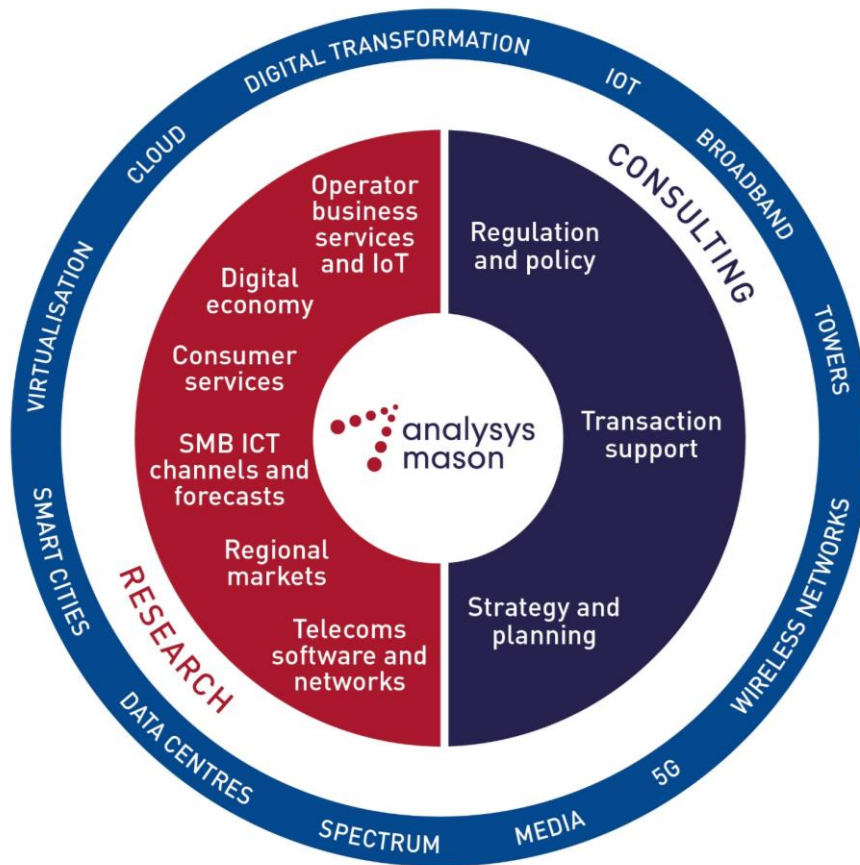 DIGITAL TRANSFORMATION
IOT
BROADBAND
TOWERS
WIRELESS NETWORKS
5G
MEDIA
SPECTRUM
DATA CENTRES
SMART CITIES
VIRTUALISATION
CLOUD
CONSULTING
Regulation
and policy
Transaction
support
Strategy and
planning
RESEARCH
Operator
business
services
and IoT
Digital
economy
Consumer
services
SMB ICT
channels and
forecasts
Regional
markets
Telecoms
software and
networks
analysys
mason